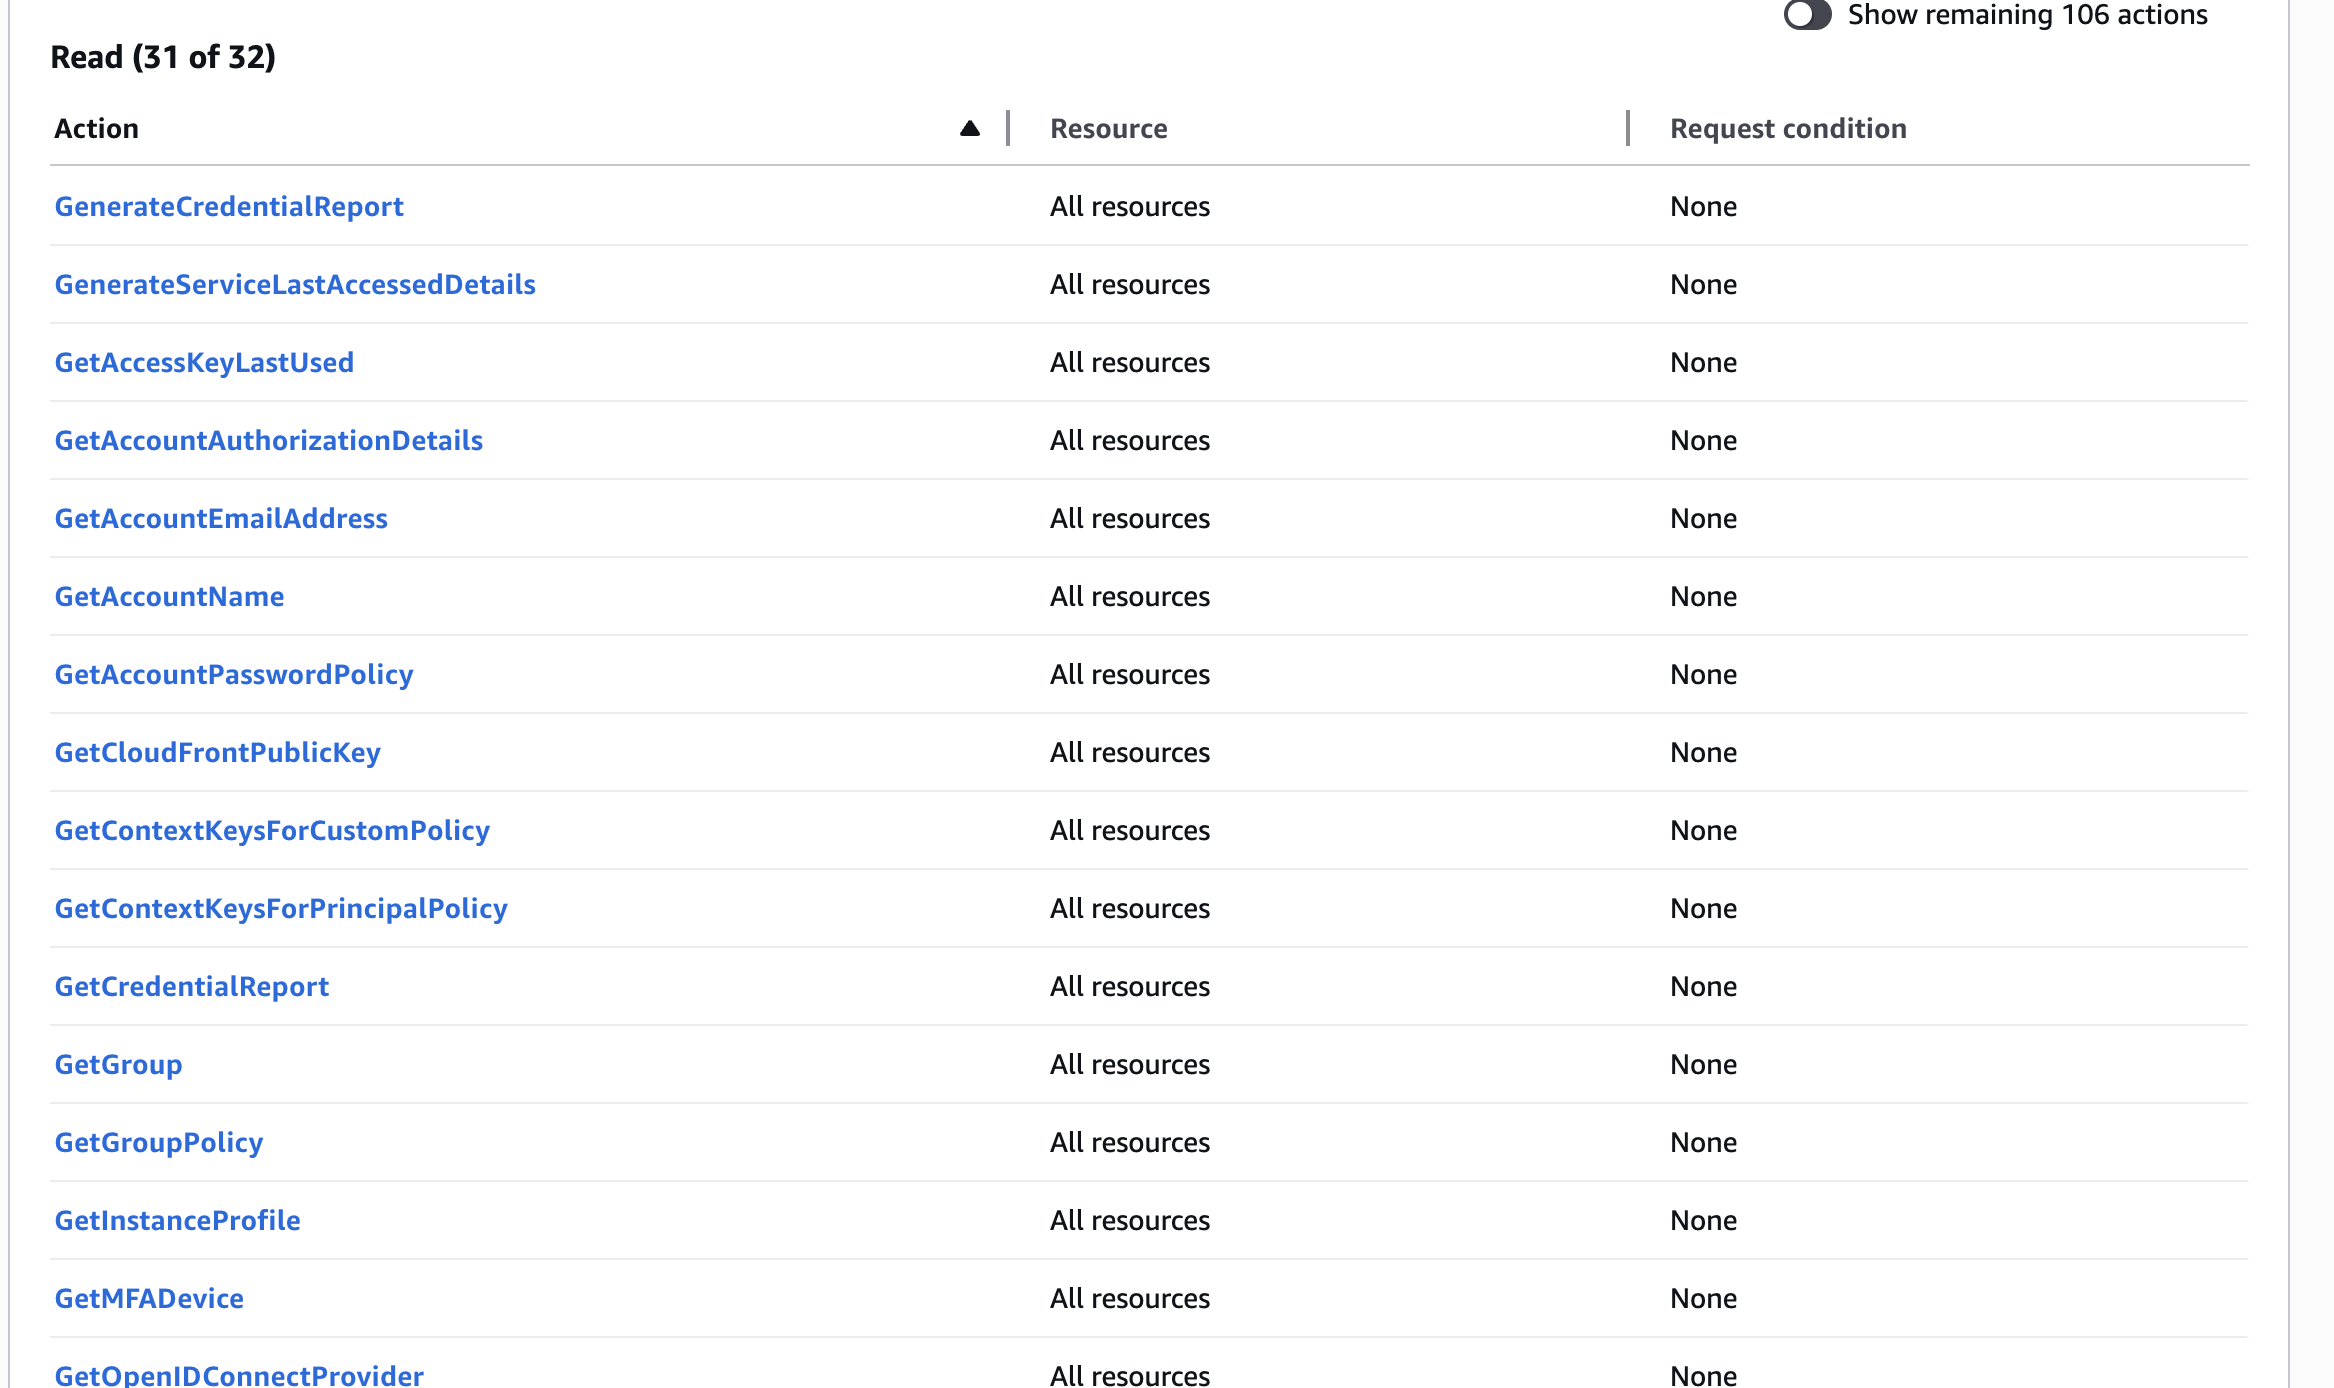 Show remaining 106 actions
Read (31 of 32)
Action Resource Request condition
GenerateCredentialReport All resources None
GenerateServiceLastAccessedDetails All resources None
GetAccessKeyLastUsed All resources None
GetAccountAuthorizationDetails All resources None
GetAccountEmailAddress All resources None
GetAccountName All resources None
GetAccountPasswordPolicy All resources None
GetCloudFrontPublicKey All resources None
GetContextKeysForCustomPolicy All resources None
GetContextKeysForPrincipalPolicy All resources None
GetCredentialReport All resources None
GetGroup All resources None
GetGroupPolicy All resources None
GetInstanceProfile All resources None
GetMFADevice All resources None
GetOpenIDConnectProvider All resources None